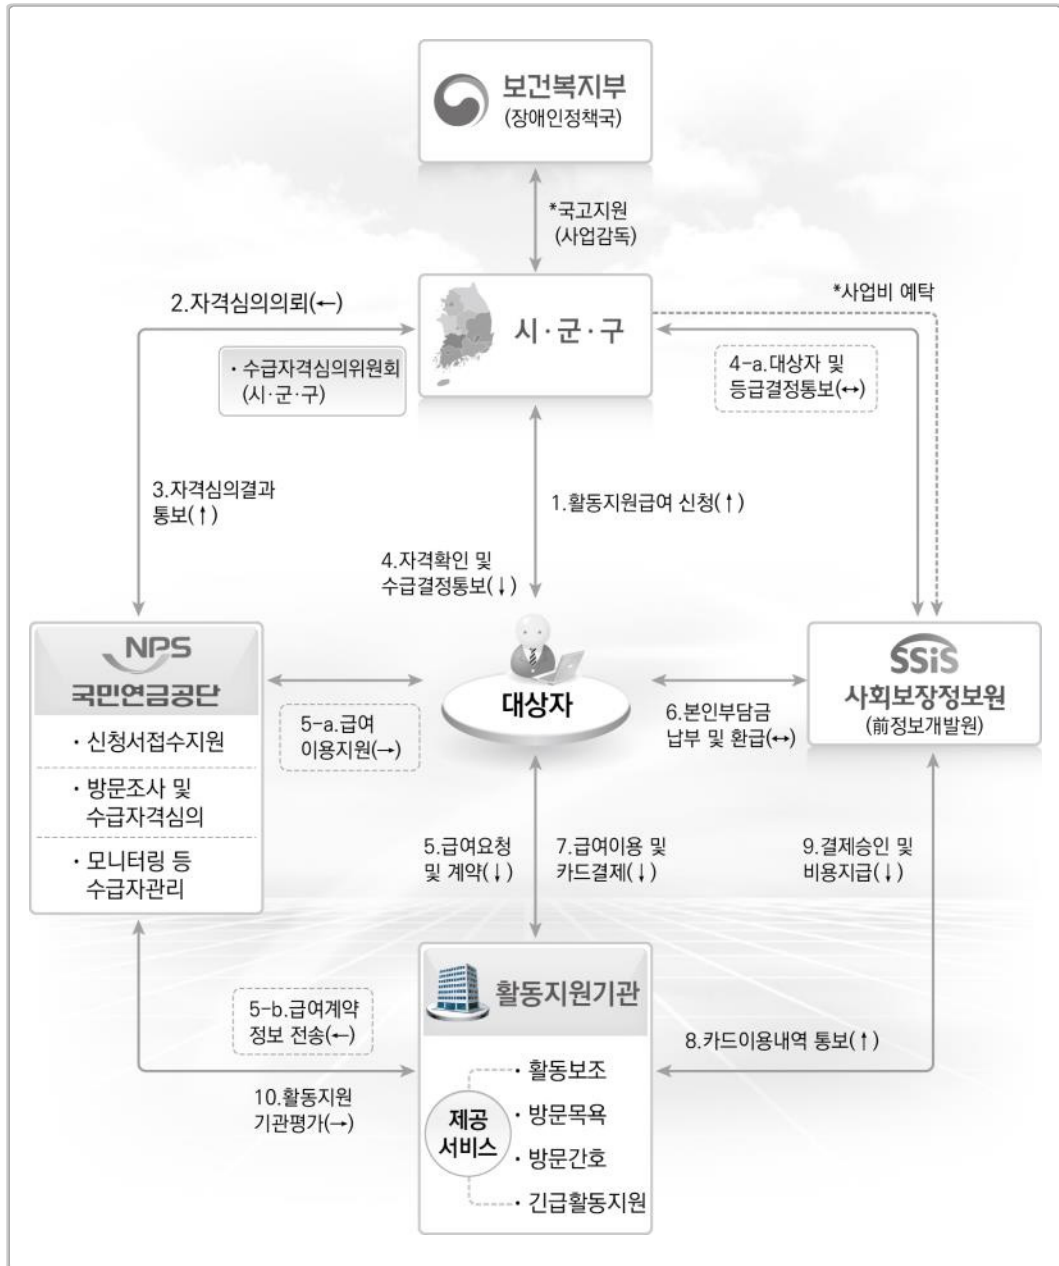 보건복지부
(장애인정책국)
*국고지원
(사업감독)
2.자격심의의뢰(←)
시·군·구
*사업비 예탁
· 수급자격심의위원회
(시·군·구)
4-a.대상자 및
등급결정통보(↔)
3.자격심의결과
통보(↑)
1.활동지원급여 신청(↑)
4.자격확인 및
수급결정통보(↓)
NPS
국민연금공단
· 신청서접수지원
· 방문조사 및
수급자격심의
· 모니터링 등
수급자관리
5-a.급여
이용지원(→)
대상자
6.본인부담금
납부 및 환급(↔)
SSiS
사회보장정보원
(前정보개발원)
5.급여요청
및 계약(↓)
7.급여이용 및
카드결제(↓)
9.결제승인 및
비용지급(↓)
5-b.급여계약
정보 전송(←)
10.활동지원
기관평가(→)
활동지원기관
제공
서비스
· 활동보조
· 방문목욕
· 방문간호
· 긴급활동지원
8.카드이용내역 통보(↑)